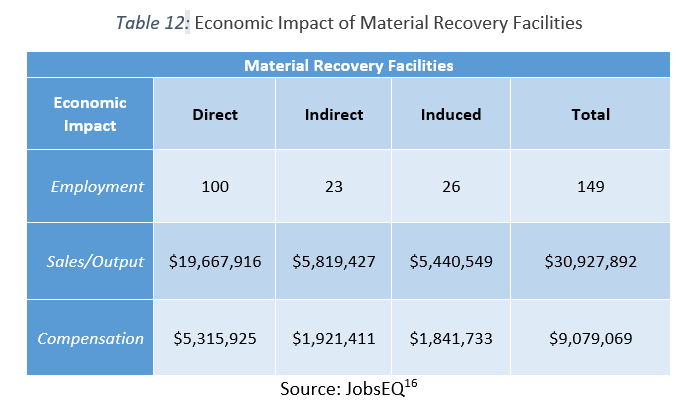 Table 12: Economic Impact of Material Recovery Facilities
Material Recovery Facilities
Economic
Impact
Direct Indirect Induced Total
Employment 100 23 26 149
Sales/Output $19,667,916 $5,819,427 $5,440,549 $30,927,892
Compensation $5,315,925 $1,921,411 $1,841,733 $9,079,069
Source: JobsEQ16